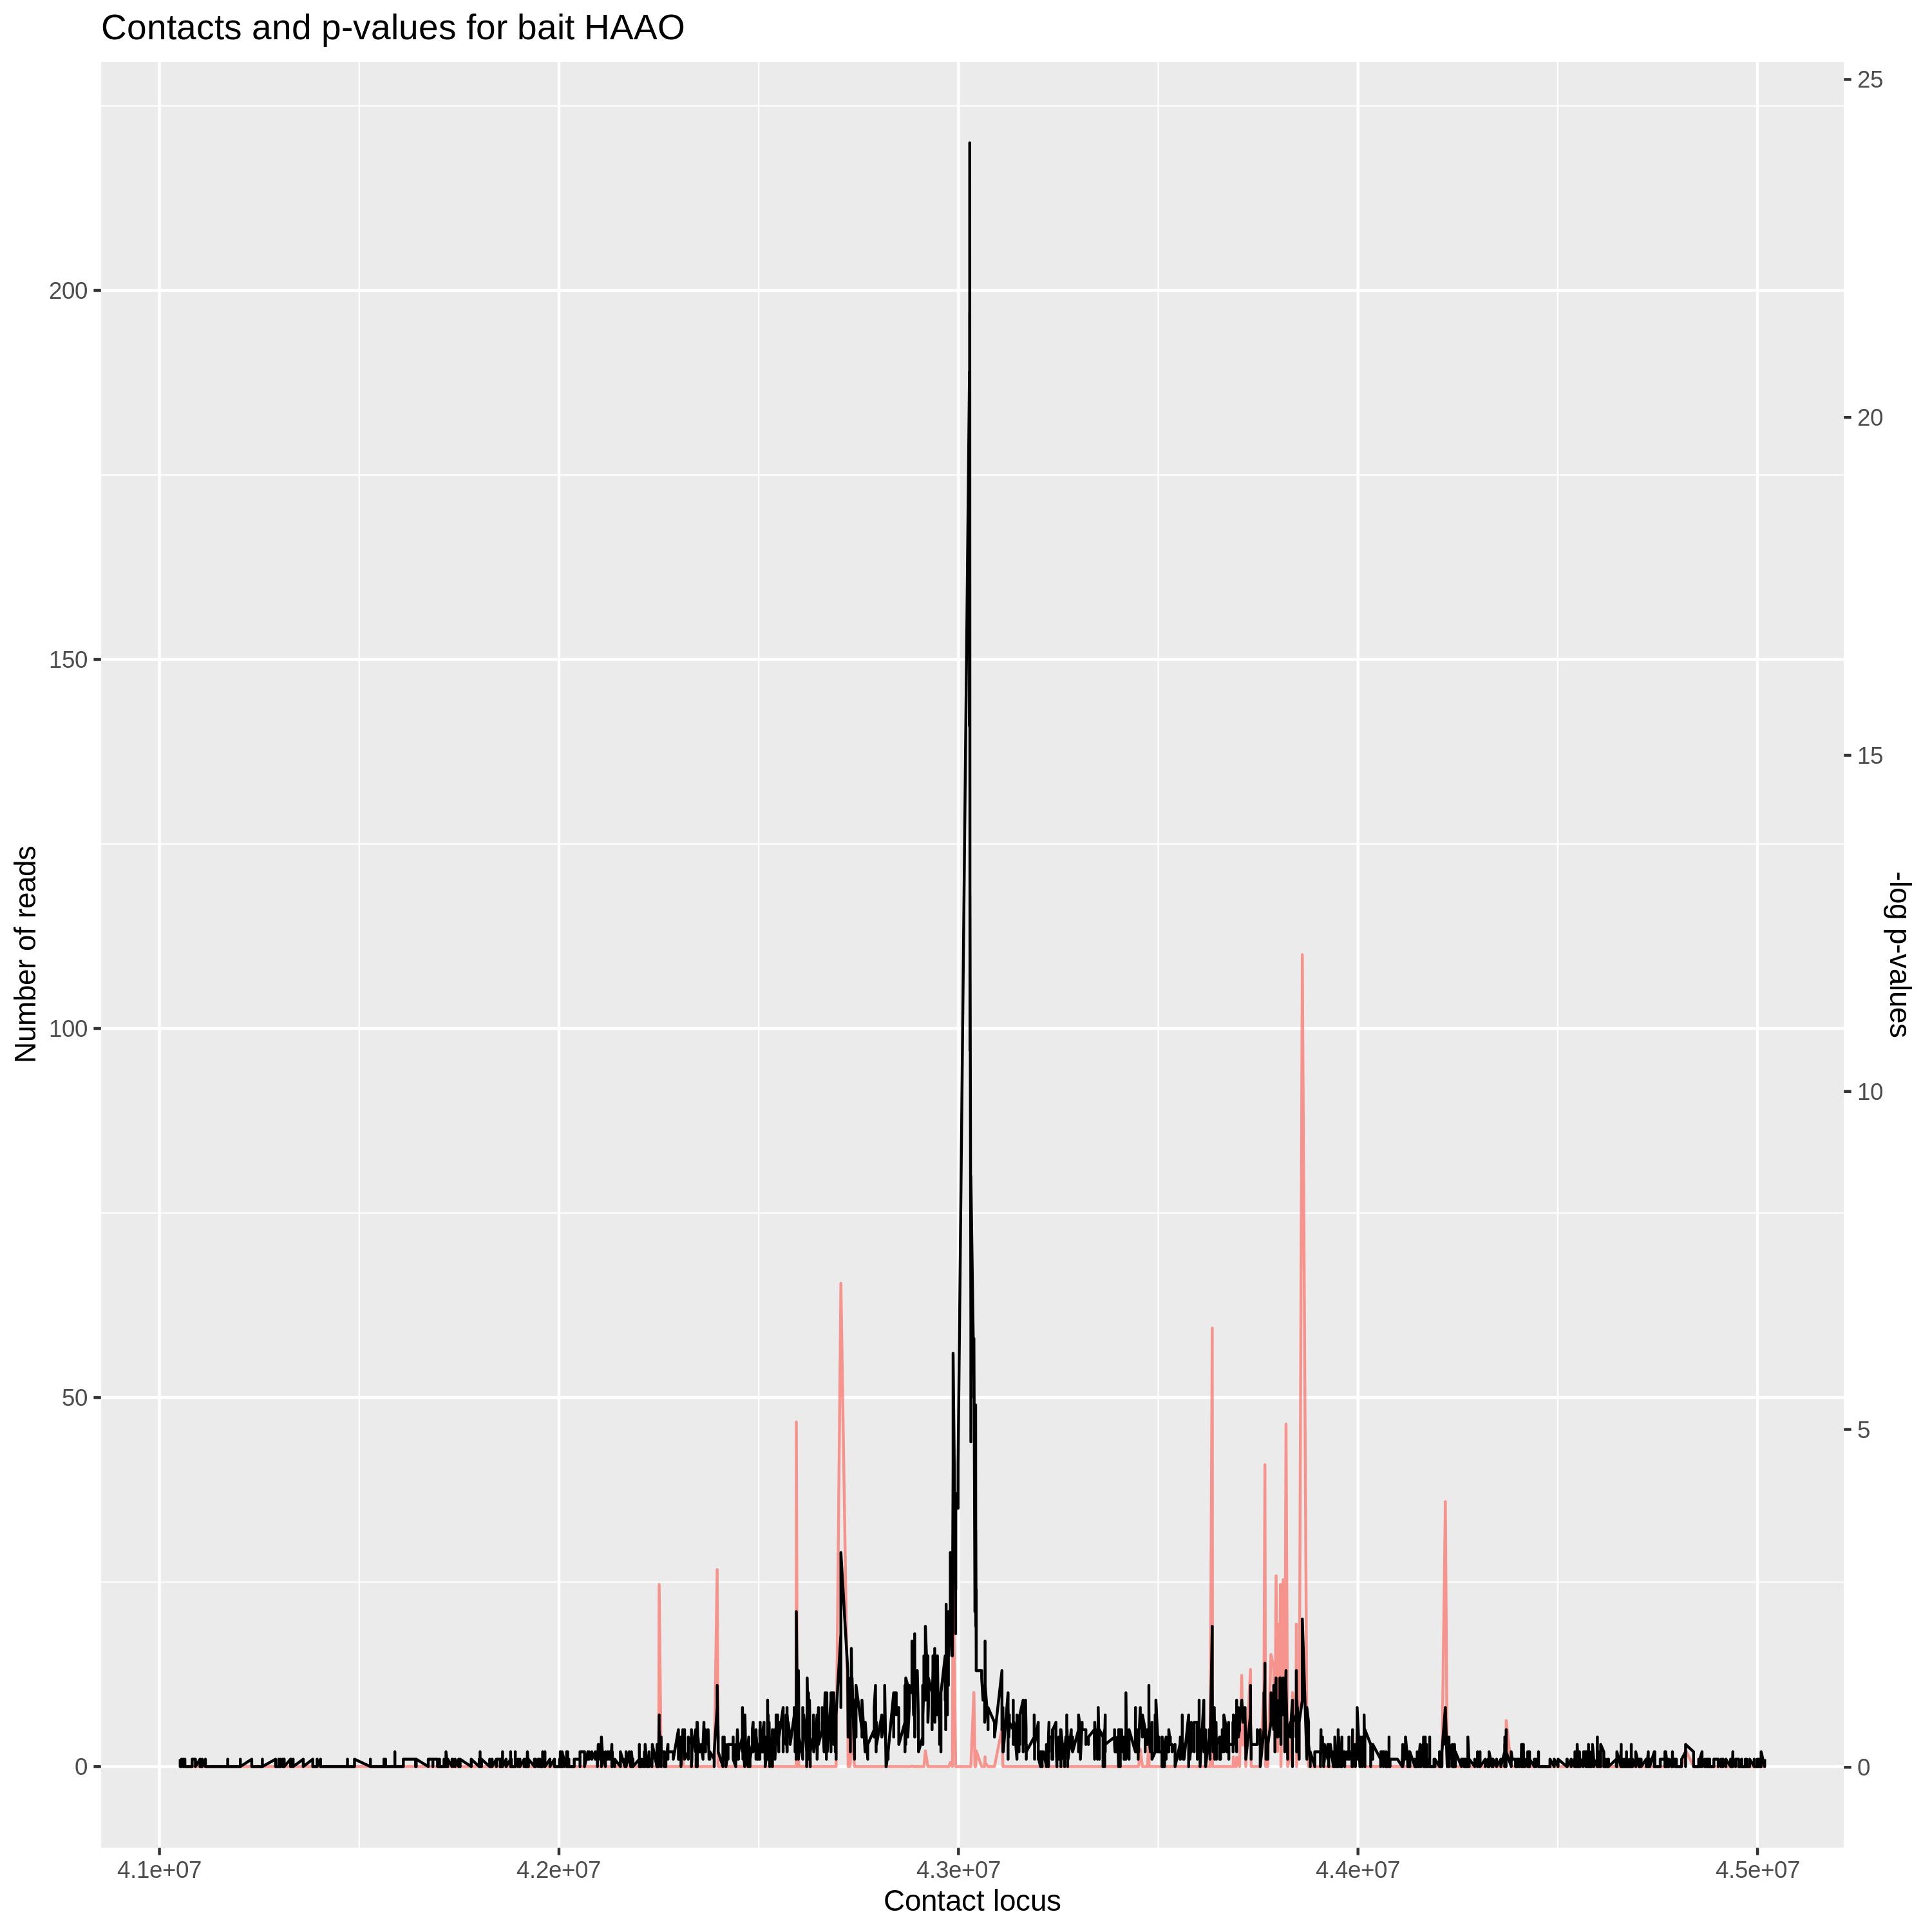 Contacts and p-values for bait HAAO
Number of reads
200
150
100
50
0
25
20
15
10
5
0
-log p-values
4.1e+07
4.2e+07
4.3e+07
4.4e+07
4.5e+07
Contact locus